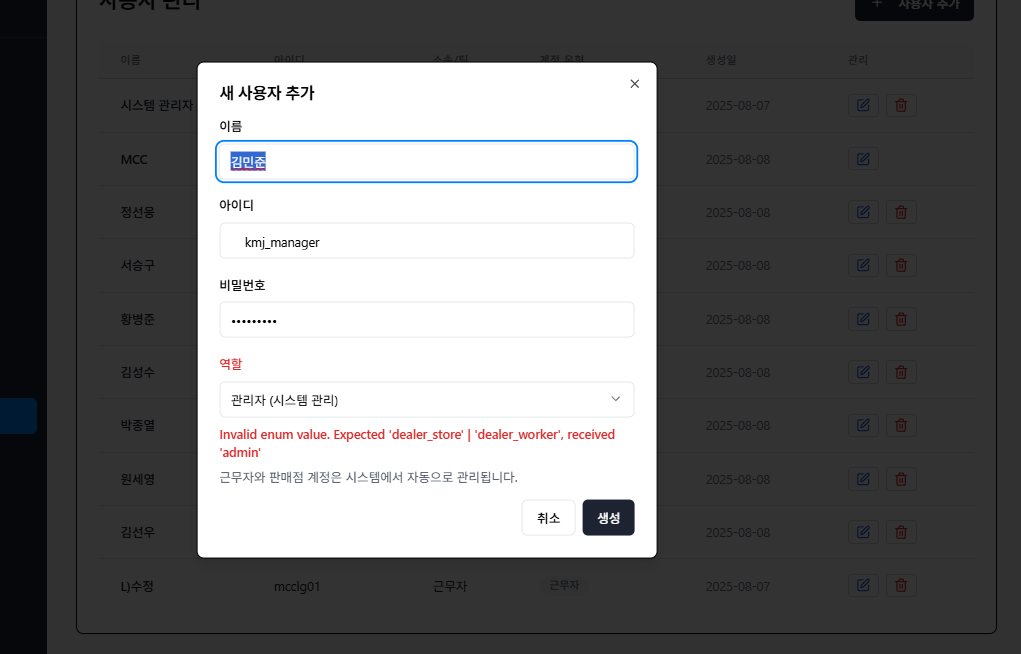 사용자 관리
+ 사용자 추가
이름 아이디 소속/팀 계정 유형 생성일 관리
시스템 관리자 2025-08-07
MCC 2025-08-08
정선웅 2025-08-08
서승구 2025-08-08
황병준 2025-08-08
김성수 2025-08-08
박종열 2025-08-08
원세영 2025-08-08
김선우 2025-08-08
L)수정 mcclg01 근무자 근무자 2025-08-07
새 사용자 추가
이름
김민준
아이디
kmj_manager
비밀번호
•••••••••
역할
관리자 (시스템 관리)
Invalid enum value. Expected 'dealer_store' | 'dealer_worker', received
'admin'
근무자와 판매점 계정은 시스템에서 자동으로 관리됩니다.
취소
생성